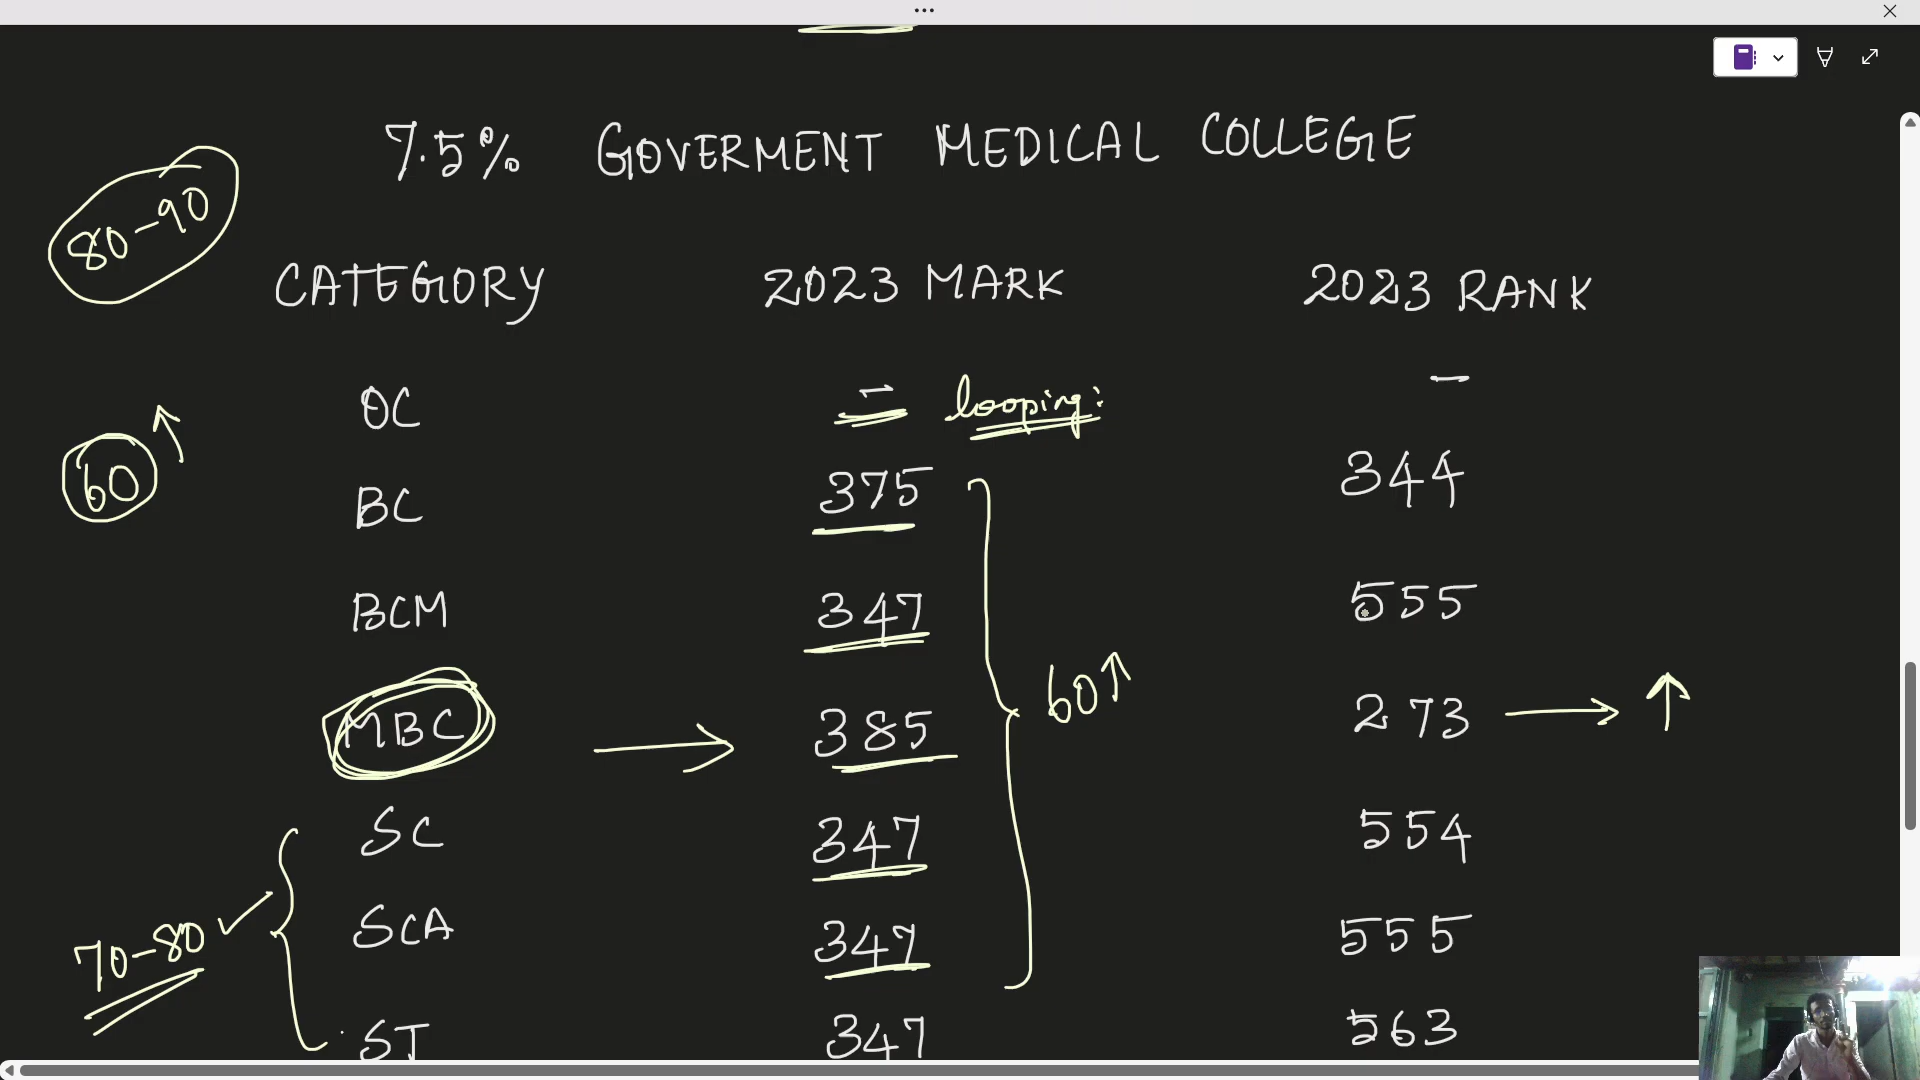 7.5% GOVERMENT MEDICAL COLLEGE
80-90
CATEGORY 2023 MARK 2023 RANK
OC - looping: -
60↑
BC 375 344
BCM 347 555
60↑
MBC → 385 273 → ↑
SC 347 554
SCA 347 555
70-80 ✓
ST 347 563